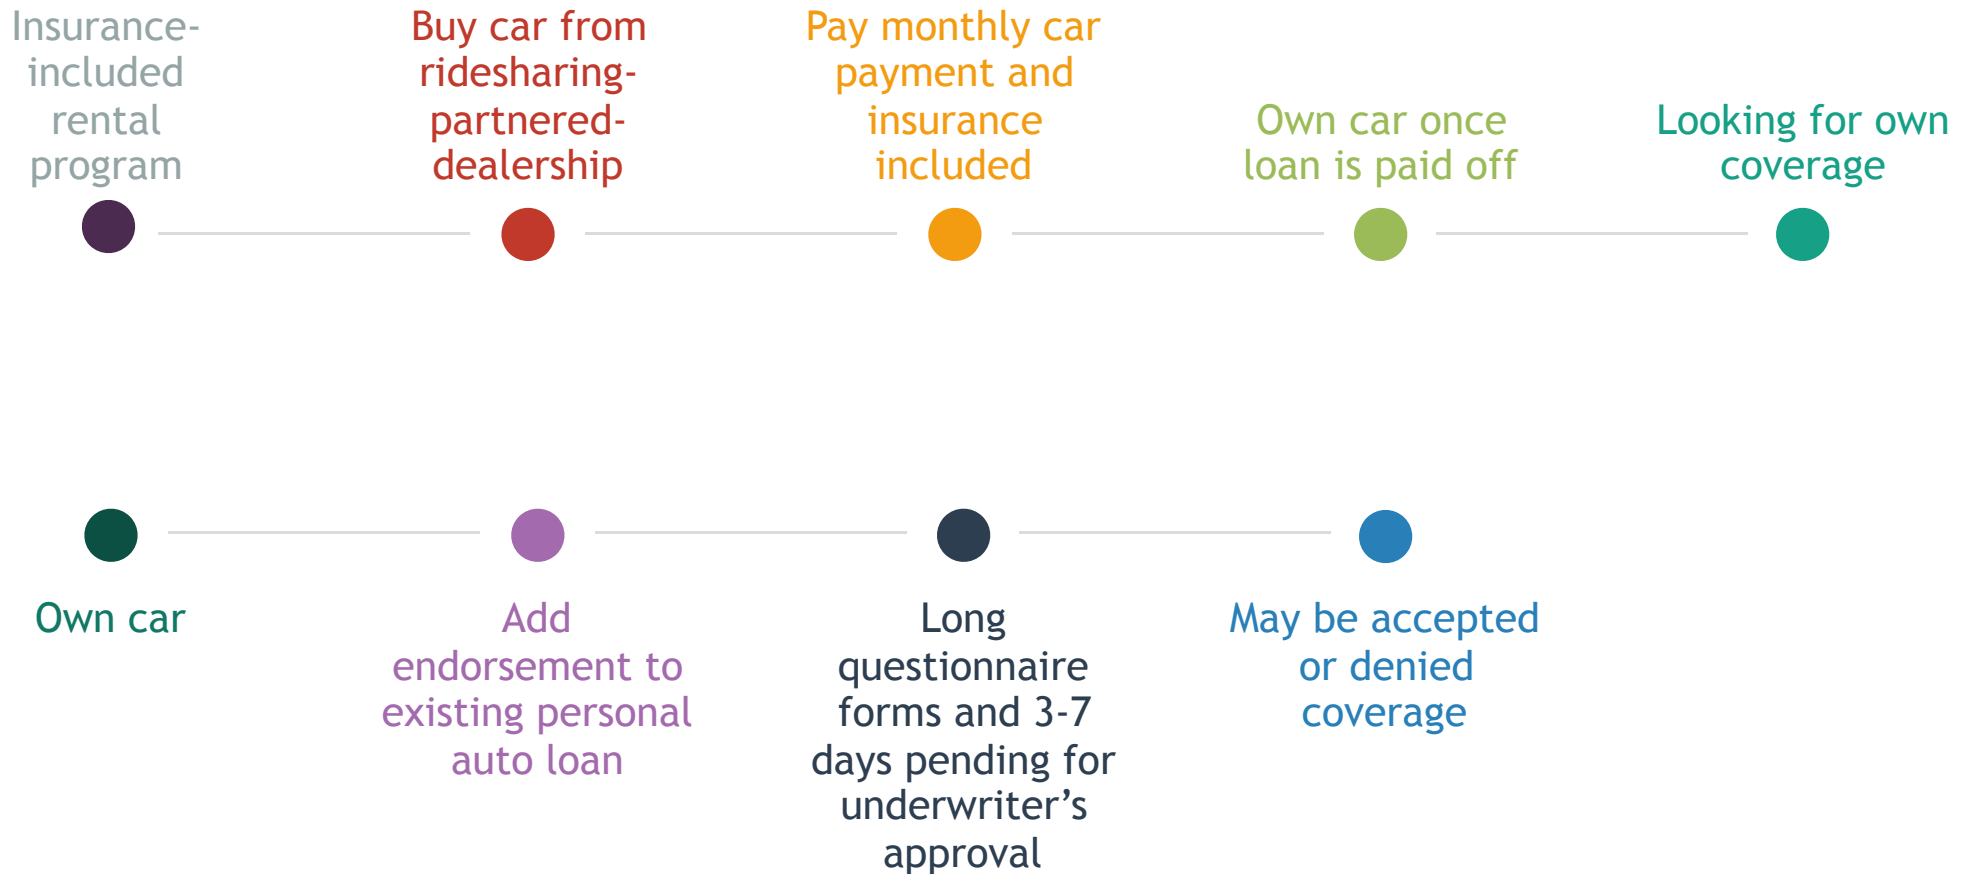 Insurance-
included
rental
program
Buy car from
ridesharing-
partnered-
dealership
Pay monthly car
payment and
insurance
included
Own car once
loan is paid off
Looking for own
coverage
Own car
Add
endorsement to
existing personal
auto loan
Long
questionnaire
forms and 3-7
days pending for
underwriter’s
approval
May be accepted
or denied
coverage